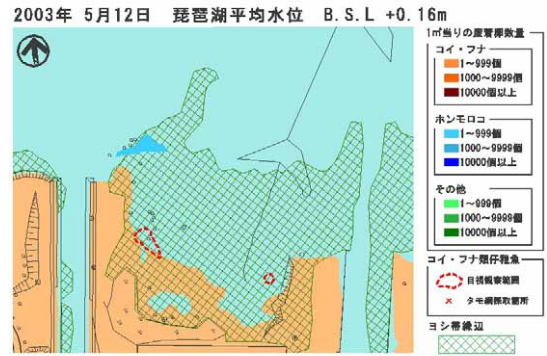 2003年 5月12日 琵琶湖平均水位 B.S.L +0.16m
1㎡当りの産着卵数量
コイ・フナ
1～999個
1000～9999個
10000個以上
ホンモロコ
1～999個
1000～9999個
10000個以上
その他
1～999個
1000～9999個
10000個以上
コイ・フナ類仔稚魚
目視観察範囲
タモ網採取箇所
ヨシ帯縁辺